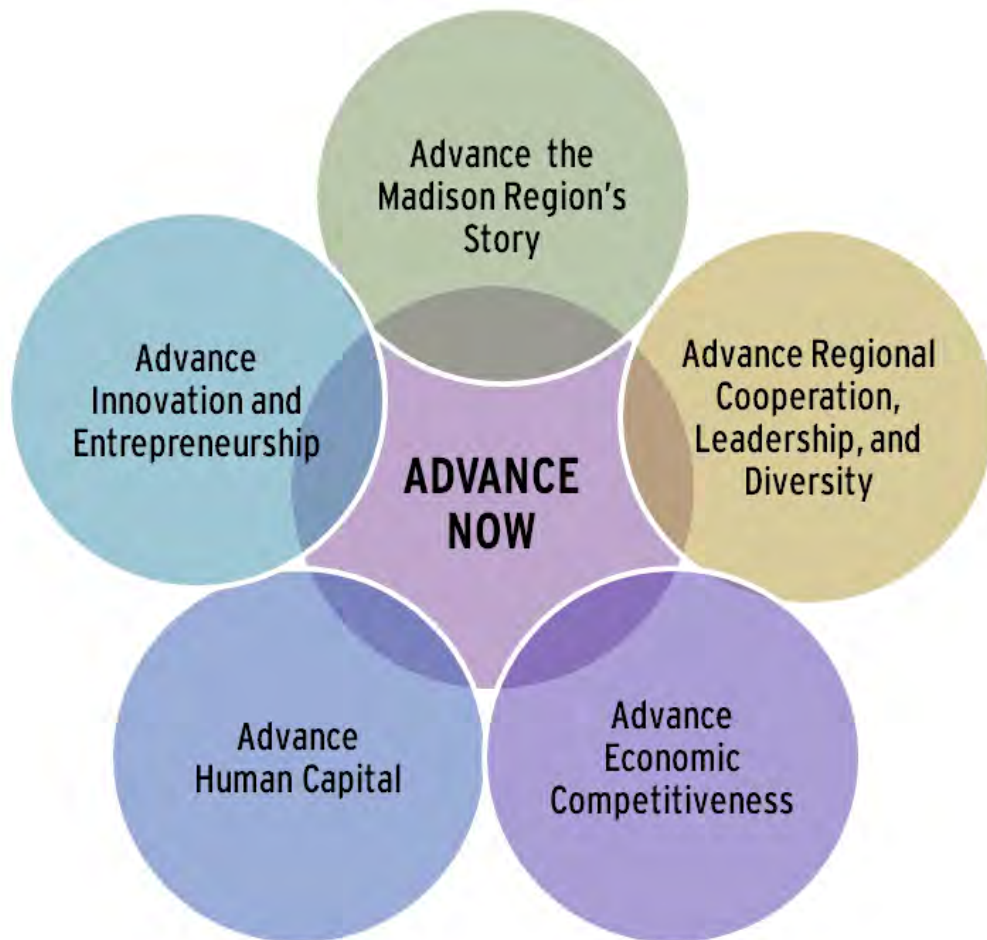 Advance the
Madison Region's
Story
Advance
Innovation and
Entrepreneurship
Advance Regional
Cooperation,
Leadership, and
Diversity
ADVANCE
NOW
Advance
Human Capital
Advance
Economic
Competitiveness